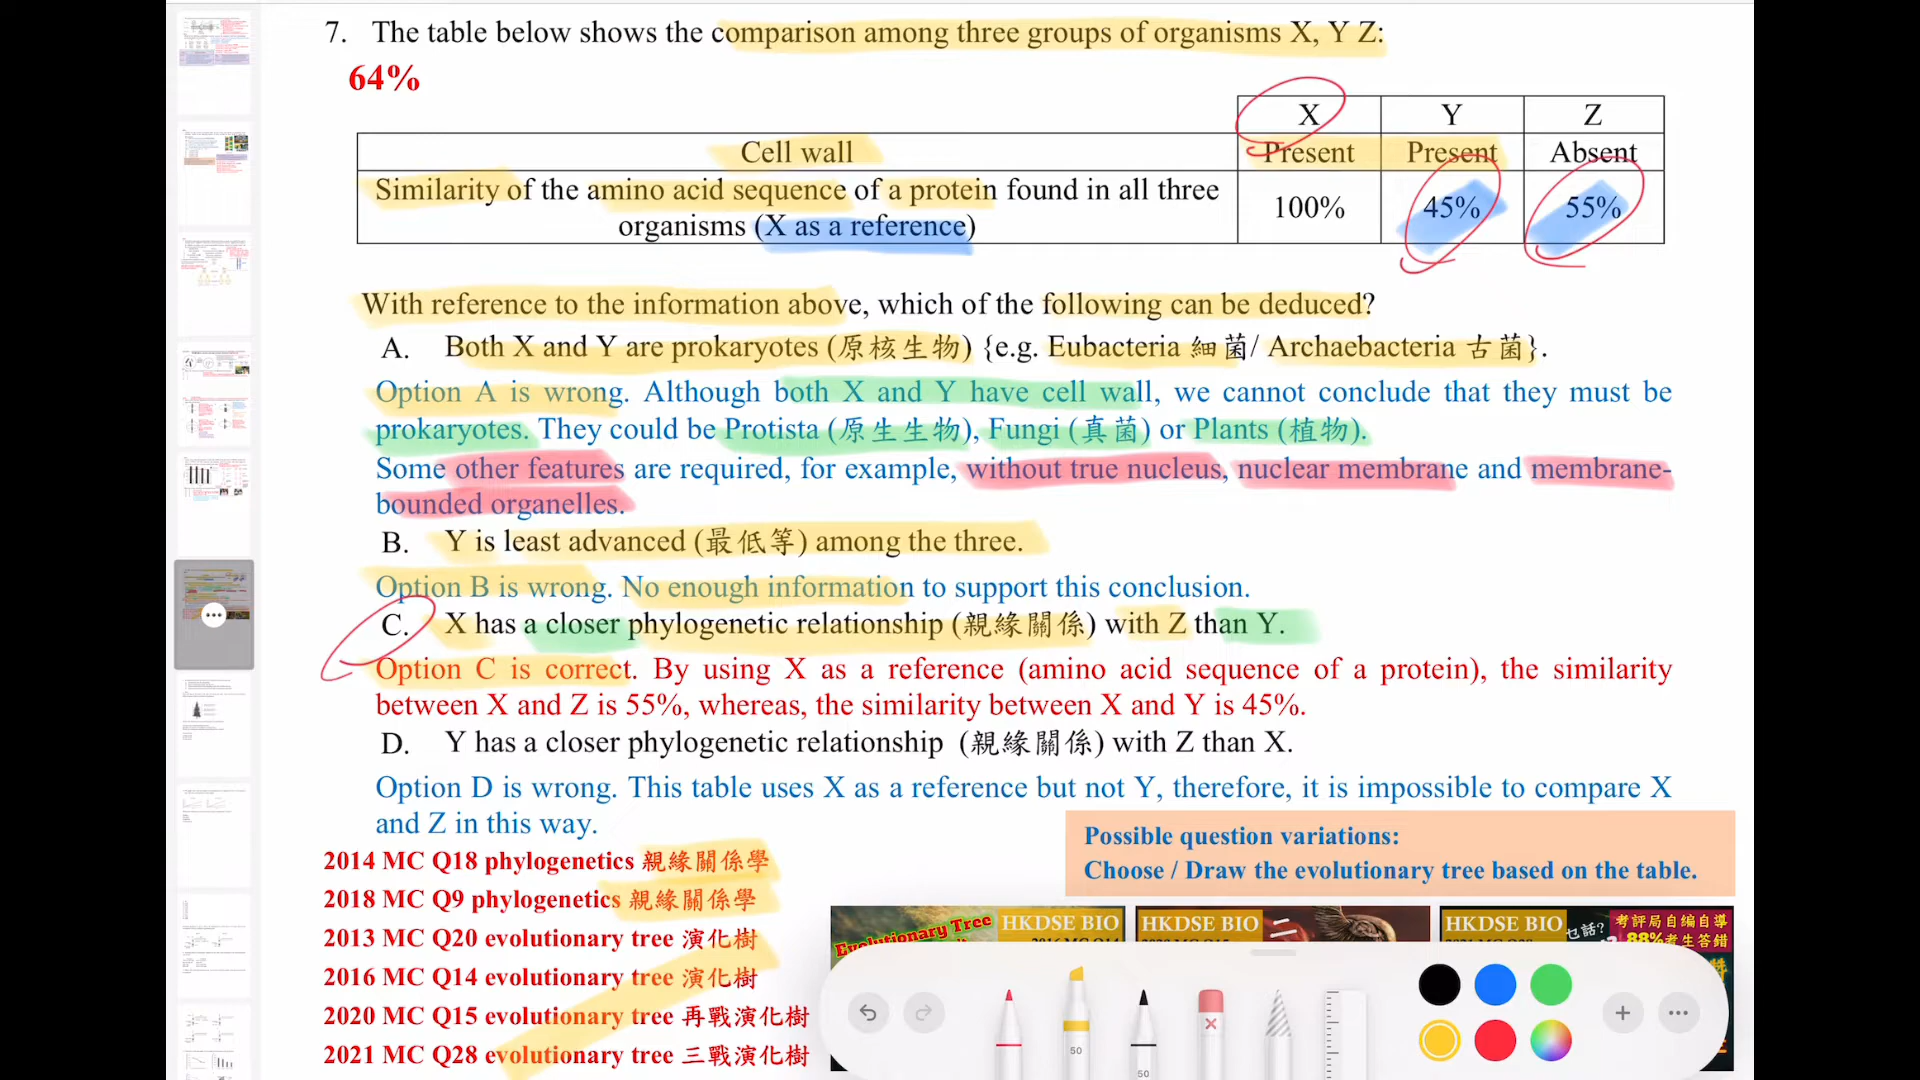 7. The table below shows the comparison among three groups of organisms X, Y Z:
64%
X Y Z
Cell wall Present Present Absent
Similarity of the amino acid sequence of a protein found in all three
organisms (X as a reference) 100% 45% 55%
With reference to the information above, which of the following can be deduced?
A. Both X and Y are prokaryotes (原核生物) {e.g. Eubacteria 細菌/ Archaebacteria 古菌}.
Option A is wrong. Although both X and Y have cell wall, we cannot conclude that they must be
prokaryotes. They could be Protista (原生生物), Fungi (真菌) or Plants (植物).
Some other features are required, for example, without true nucleus, nuclear membrane and membrane-
bounded organelles.
B. Y is least advanced (最低等) among the three.
Option B is wrong. No enough information to support this conclusion.
C. X has a closer phylogenetic relationship (親緣關係) with Z than Y.
Option C is correct. By using X as a reference (amino acid sequence of a protein), the similarity
between X and Z is 55%, whereas, the similarity between X and Y is 45%.
D. Y has a closer phylogenetic relationship (親緣關係) with Z than X.
Option D is wrong. This table uses X as a reference but not Y, therefore, it is impossible to compare X
and Z in this way.
Possible question variations:
Choose / Draw the evolutionary tree based on the table.
2014 MC Q18 phylogenetics 親緣關係學
2018 MC Q9 phylogenetics 親緣關係學
2013 MC Q20 evolutionary tree 演化樹
2016 MC Q14 evolutionary tree 演化樹
2020 MC Q15 evolutionary tree 再戰演化樹
2021 MC Q28 evolutionary tree 三戰演化樹
Evolutionary Tree HKDSE BIO
HKDSE BIO 二
HKDSE BIO 乜話? 考評局自編自導
88%考生答錯
50
50